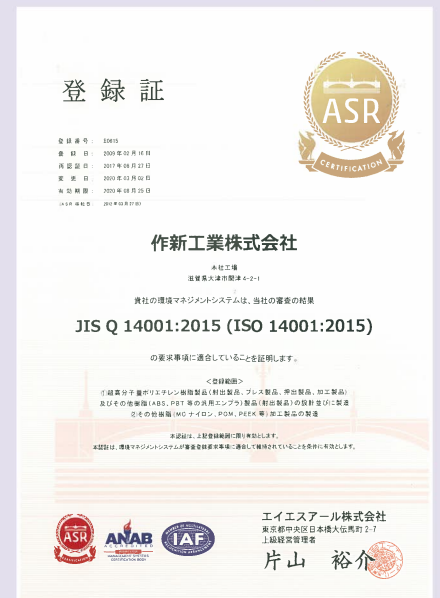 登録証
ASR
CERTIFICATION
登録番号: E0815
登録日: 2009年02月16日
再認証日: 2017年08月27日
変更日: 2020年03月02日
有効期限: 2020年08月25日
作新工業株式会社
本社工場
滋賀県大津市関津4-2-1
貴社の環境マネジメントシステムは、当社の審査の結果
JIS Q 14001:2015 (ISO 14001:2015)
の要求事項に適合していることを証明します。
<登録範囲>
①超高分子量ポリエチレン樹脂製品(射出製品、プレス製品、押出製品、加工製品)
及びその他樹脂(ABS、PBT 等の汎用エンプラ)製品(射出製品)の設計並びに製造
②その他樹脂(MCナイロン、POM、PEEK 等)加工製品の製造
本認証は、上記登録範囲に限り有効とします。
本認証は、環境マネジメントシステムが審査登録要求事項に適合して維持されていることを条件に有効とします。
ASR
ANAB
ACCREDITED
MANAGEMENT SYSTEMS
CERTIFICATION BODY
IAF
エイエスアール株式会社
東京都中央区日本橋大伝馬町2-7
上級経営管理者
片山 裕介